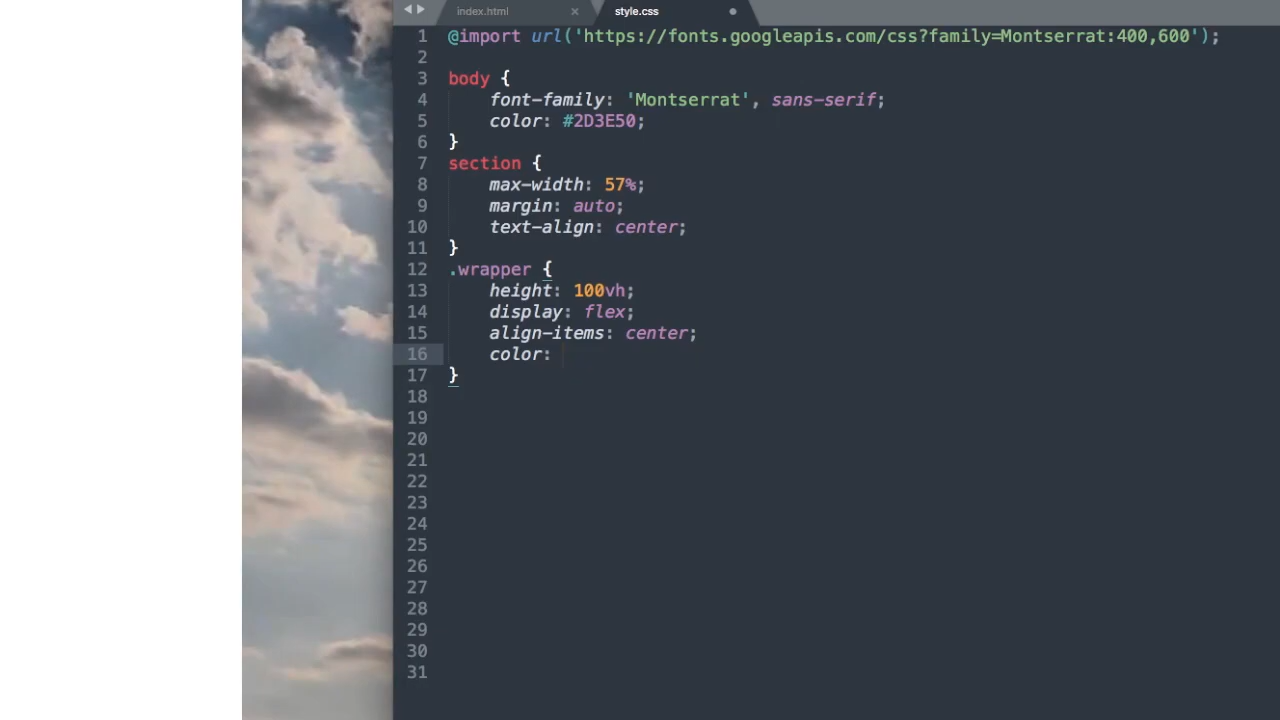 index.html
style.css
1 @import url('https://fonts.googleapis.com/css?family=Montserrat:400,600');
2
3 body {
4 font-family: 'Montserrat', sans-serif;
5 color: #2D3E50;
6 }
7 section {
8 max-width: 57%;
9 margin: auto;
10 text-align: center;
11 }
12 .wrapper {
13 height: 100vh;
14 display: flex;
15 align-items: center;
16 color:
17 }
18
19
20
21
22
23
24
25
26
27
28
29
30
31